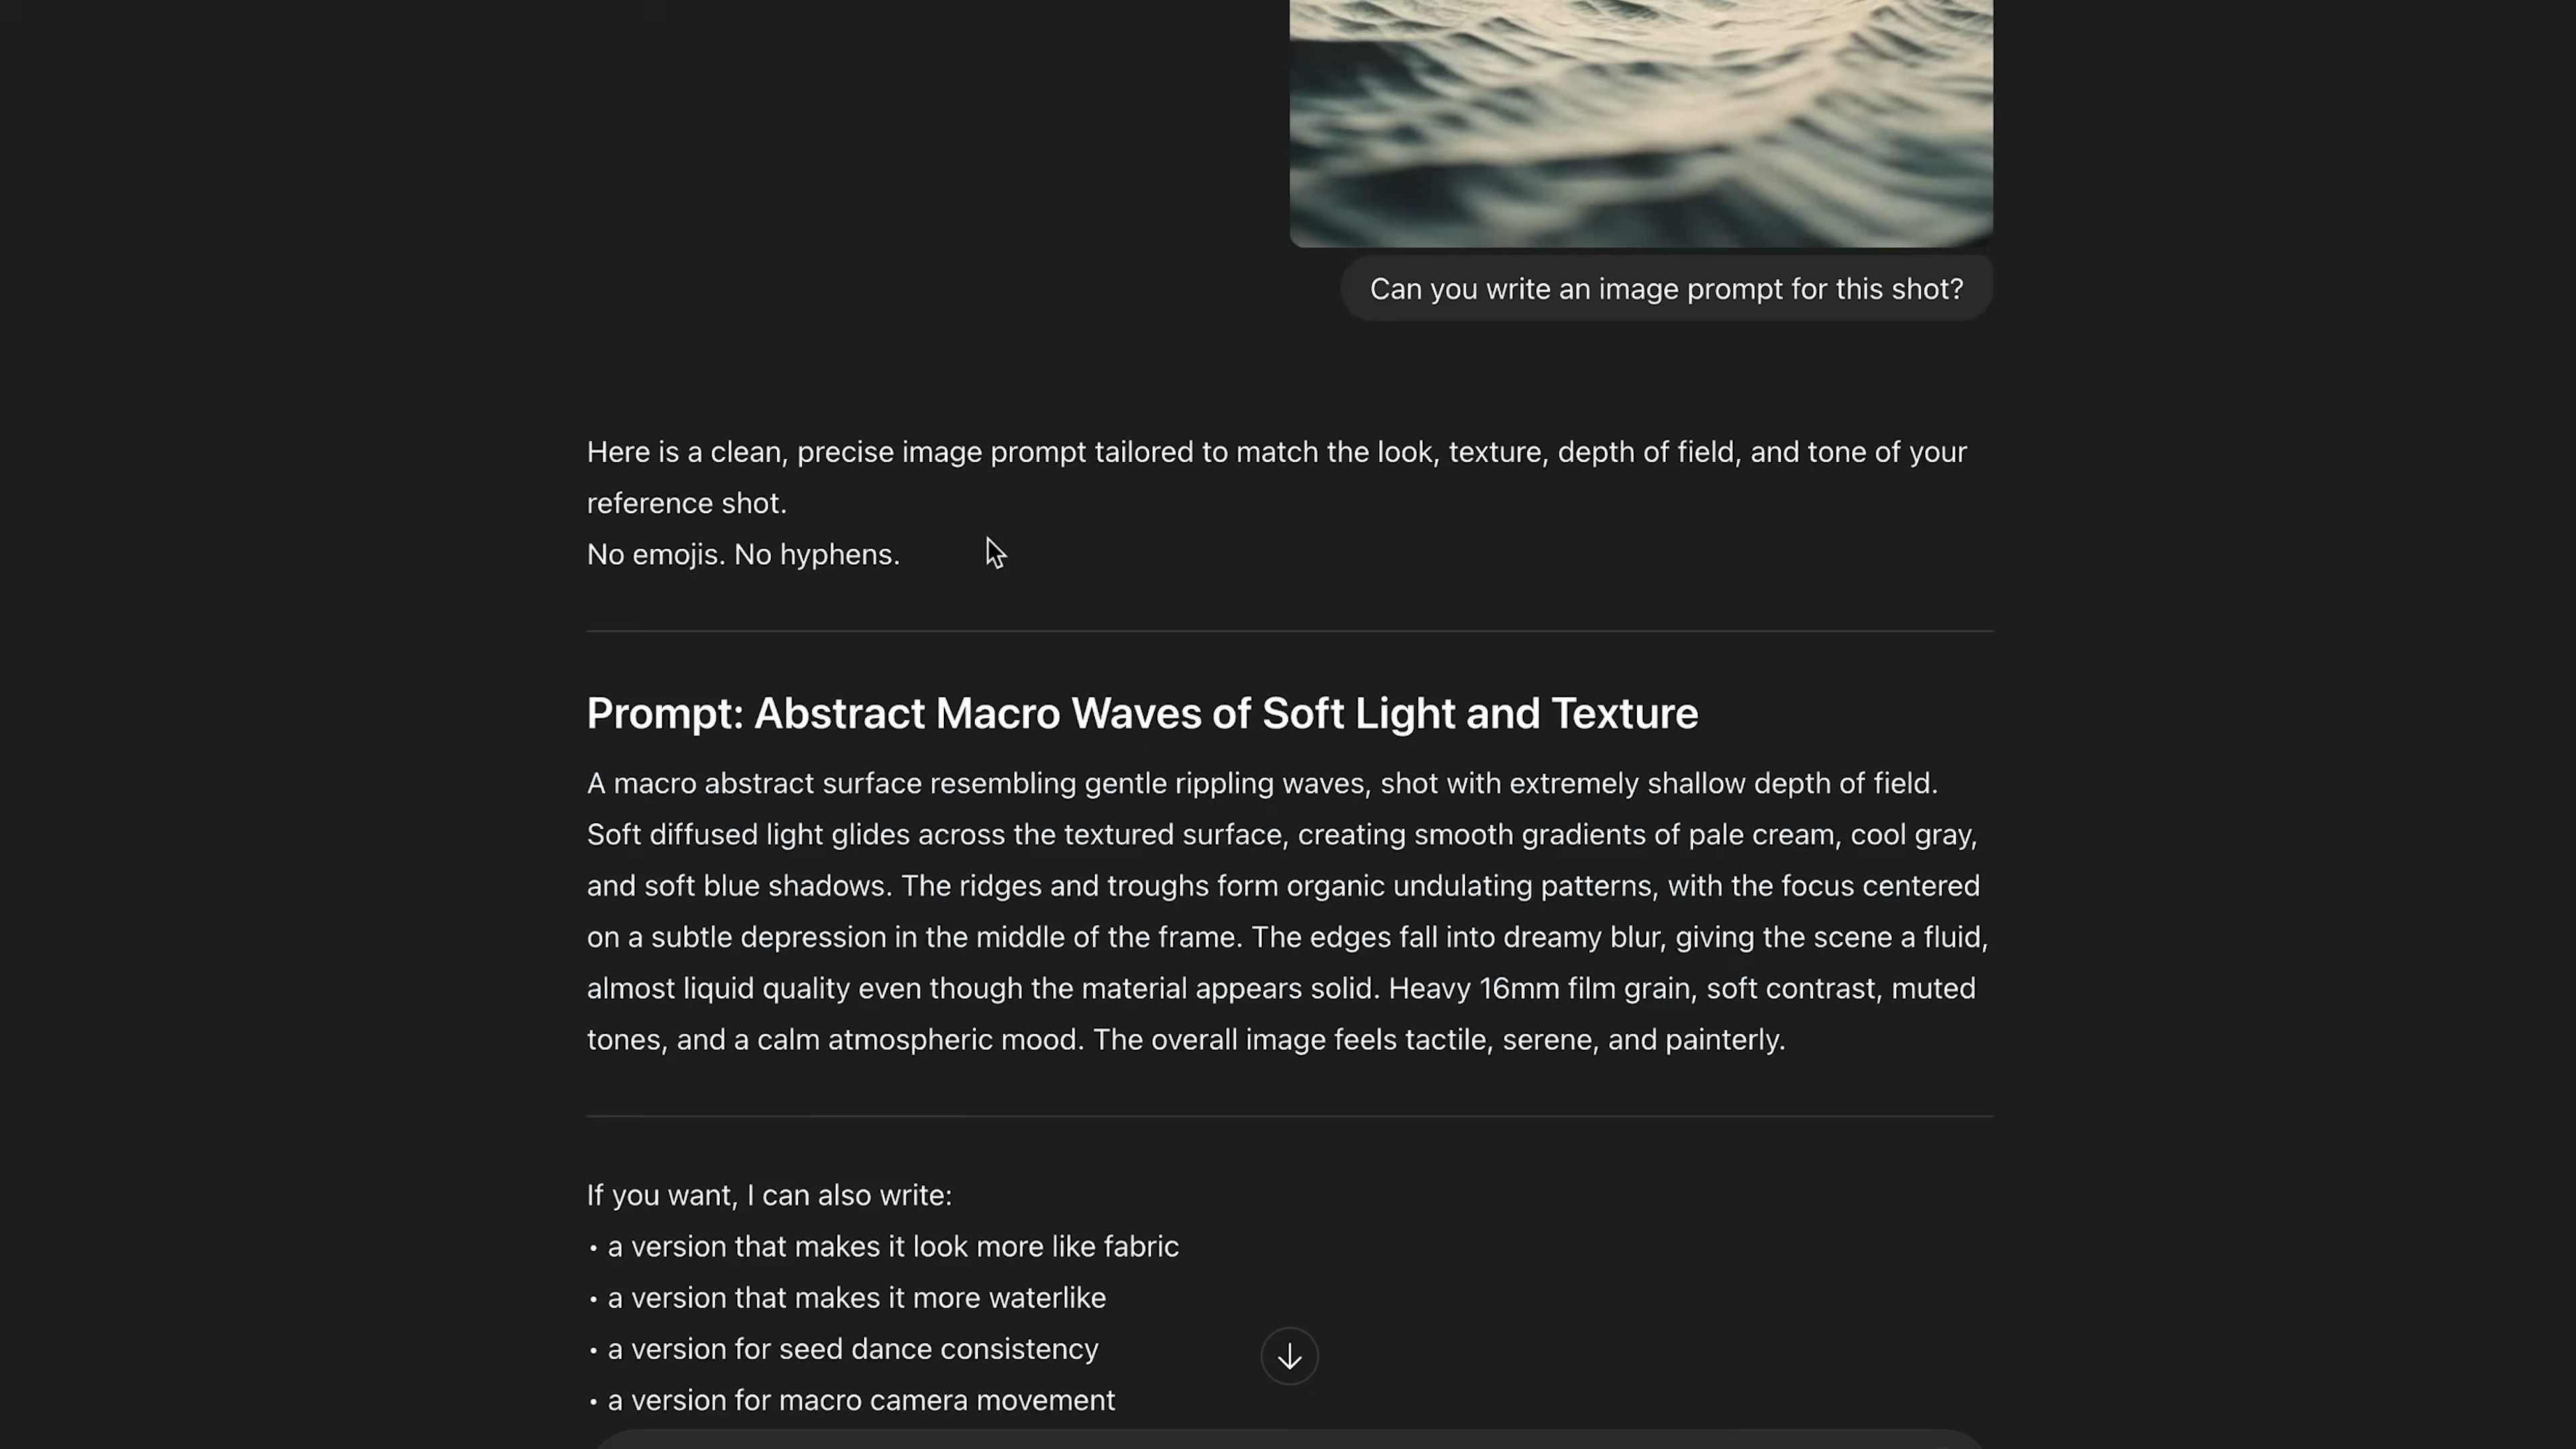 Can you write an image prompt for this shot?
Here is a clean, precise image prompt tailored to match the look, texture, depth of field, and tone of your
reference shot.
No emojis. No hyphens.
Prompt: Abstract Macro Waves of Soft Light and Texture
A macro abstract surface resembling gentle rippling waves, shot with extremely shallow depth of field.
Soft diffused light glides across the textured surface, creating smooth gradients of pale cream, cool gray,
and soft blue shadows. The ridges and troughs form organic undulating patterns, with the focus centered
on a subtle depression in the middle of the frame. The edges fall into dreamy blur, giving the scene a fluid,
almost liquid quality even though the material appears solid. Heavy 16mm film grain, soft contrast, muted
tones, and a calm atmospheric mood. The overall image feels tactile, serene, and painterly.
If you want, I can also write:
• a version that makes it look more like fabric
• a version that makes it more waterlike
• a version for seed dance consistency
• a version for macro camera movement